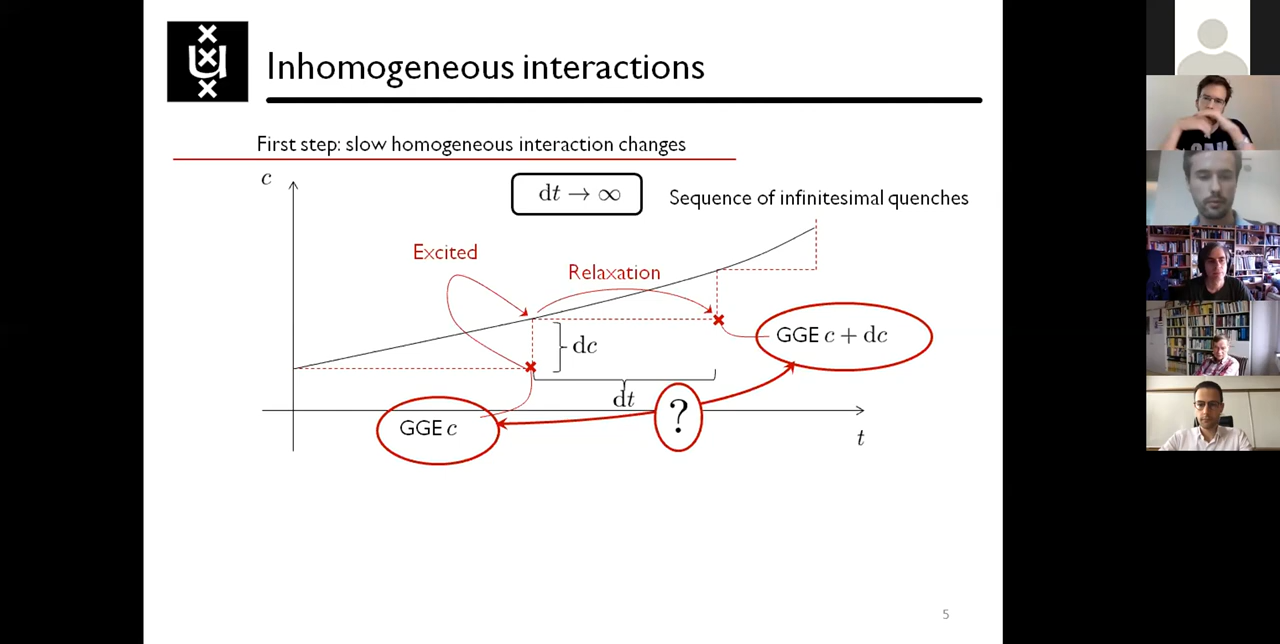 Inhomogeneous interactions
First step: slow homogeneous interaction changes
c
dt → ∞
Sequence of infinitesimal quenches
Excited
Relaxation
dc
GGE c + dc
dt
?
GGE c
t
5